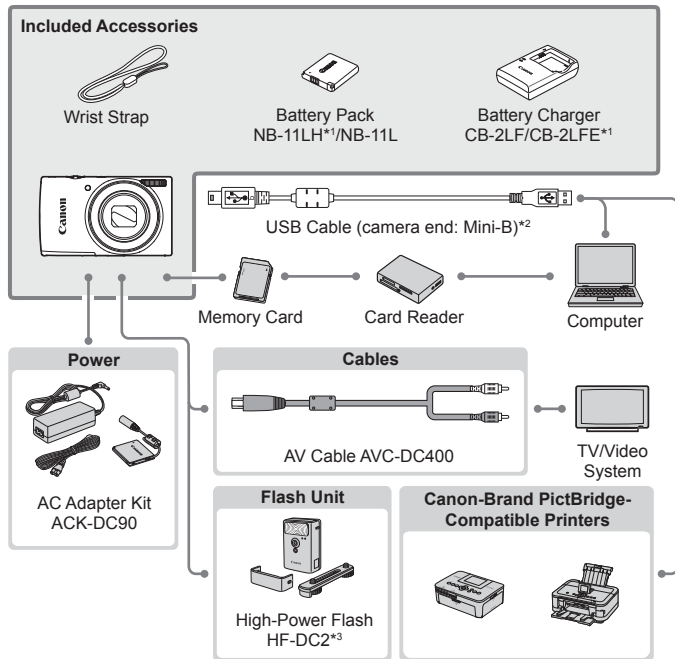 Included Accessories
Wrist Strap
Battery Pack
NB-11LH*1/NB-11L
Battery Charger
CB-2LF/CB-2LFE*1
Canon
USB Cable (camera end: Mini-B)*2
Memory Card
Card Reader
Computer
Power
AC Adapter Kit
ACK-DC90
Cables
AV Cable AVC-DC400
TV/Video
System
Flash Unit
High-Power Flash
HF-DC2*3
Canon-Brand PictBridge-
Compatible Printers